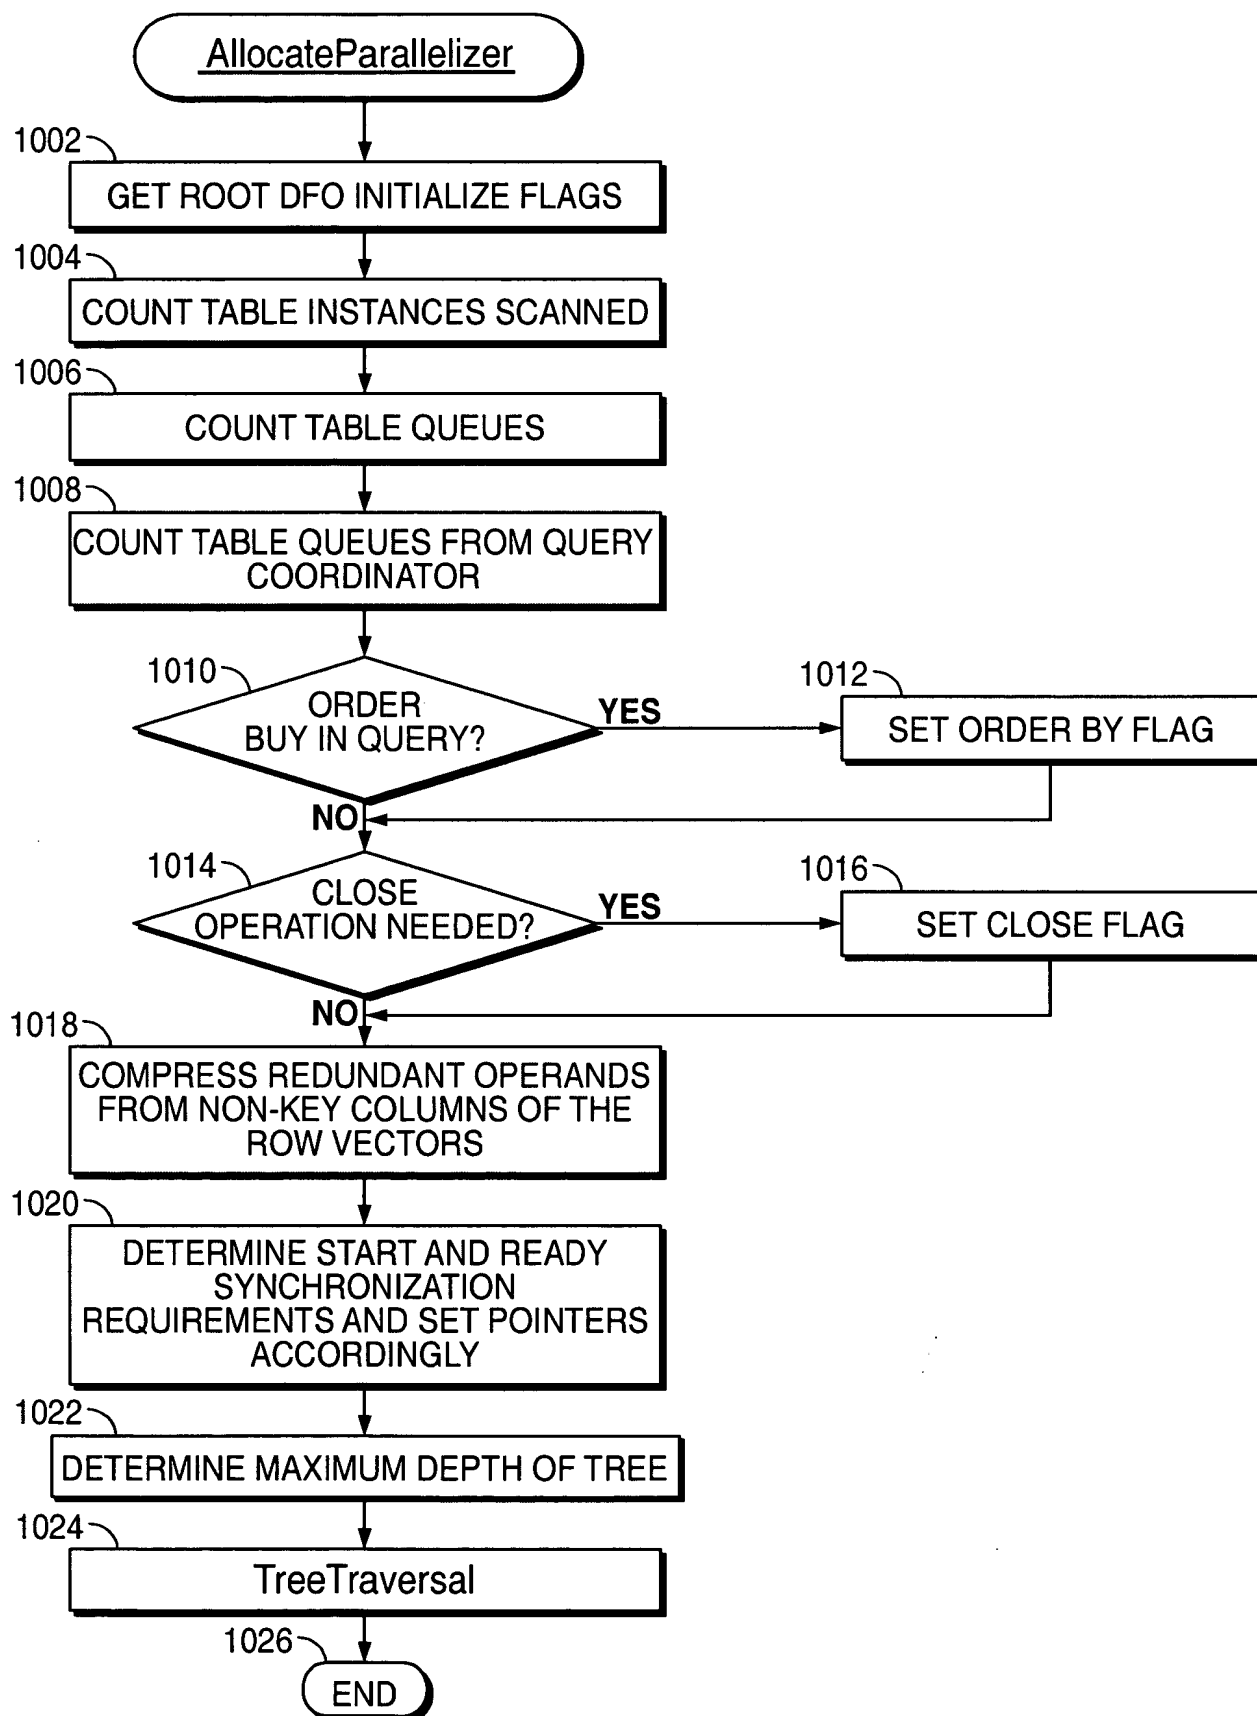 AllocateParallelizer
1002
GET ROOT DFO INITIALIZE FLAGS
1004
COUNT TABLE INSTANCES SCANNED
1006
COUNT TABLE QUEUES
1008
COUNT TABLE QUEUES FROM QUERY
COORDINATOR
1010
ORDER
BUY IN QUERY?
YES
1012
SET ORDER BY FLAG
NO
1014
CLOSE
OPERATION NEEDED?
YES
1016
SET CLOSE FLAG
NO
1018
COMPRESS REDUNDANT OPERANDS
FROM NON-KEY COLUMNS OF THE
ROW VECTORS
1020
DETERMINE START AND READY
SYNCHRONIZATION
REQUIREMENTS AND SET POINTERS
ACCORDINGLY
1022
DETERMINE MAXIMUM DEPTH OF TREE
1024
TreeTraversal
1026
END